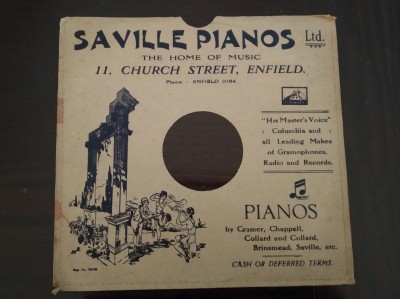 SAVILLE PIANOS Ltd.
THE HOME OF MUSIC
11, CHURCH STREET, ENFIELD.
Phone - ENFIELD 0184.
"His Master's Voice"
Columbia and
all Leading Makes
of Gramophones,
Radio and Records.
PIANOS
by Cramer, Chappell,
Collard and Collard,
Brinsmead, Saville, etc.
CASH OR DEFERRED TERMS.